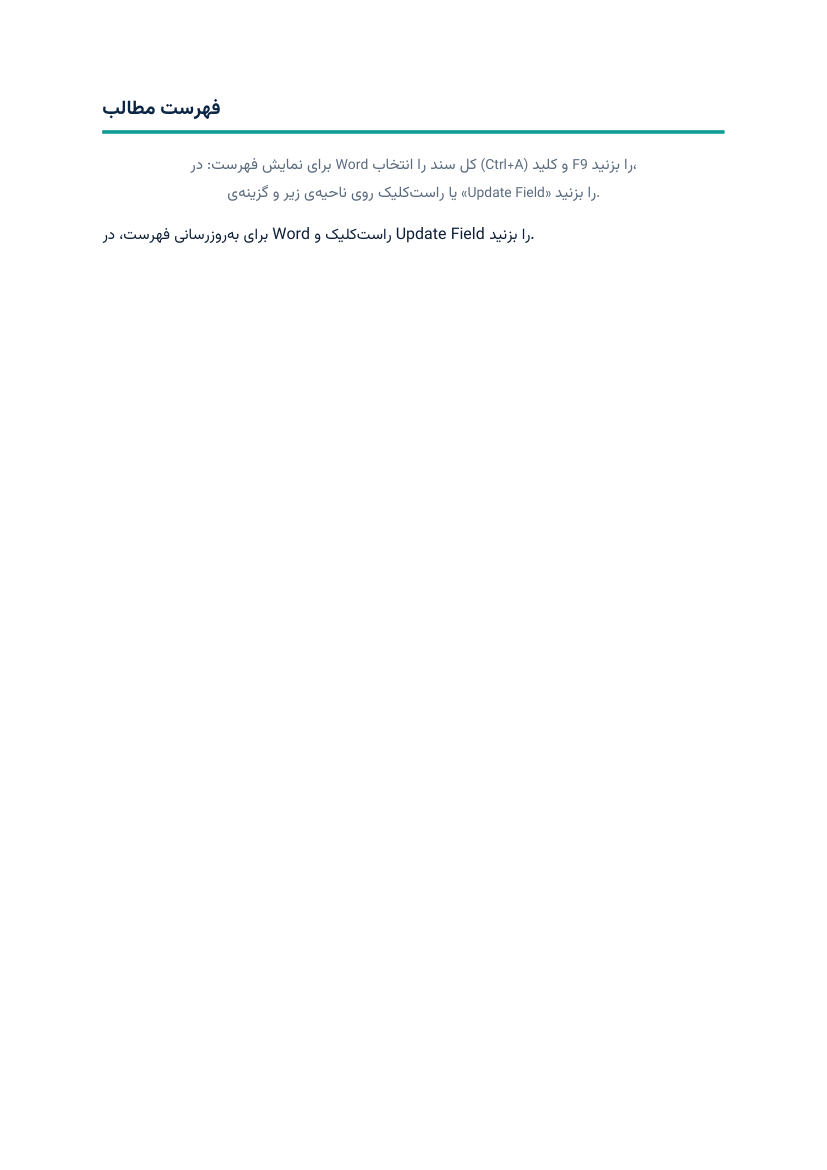 فهرست مطالب
برای نمایش فهرست: در Word کل سند را انتخاب (Ctrl+A) و کلید F9 را بزنید،
یا راست‌کلیک روی ناحیه‌ی زیر و گزینه‌ی «Update Field» را بزنید.
برای به‌روزرسانی فهرست، در Word راست‌کلیک و Update Field را بزنید.